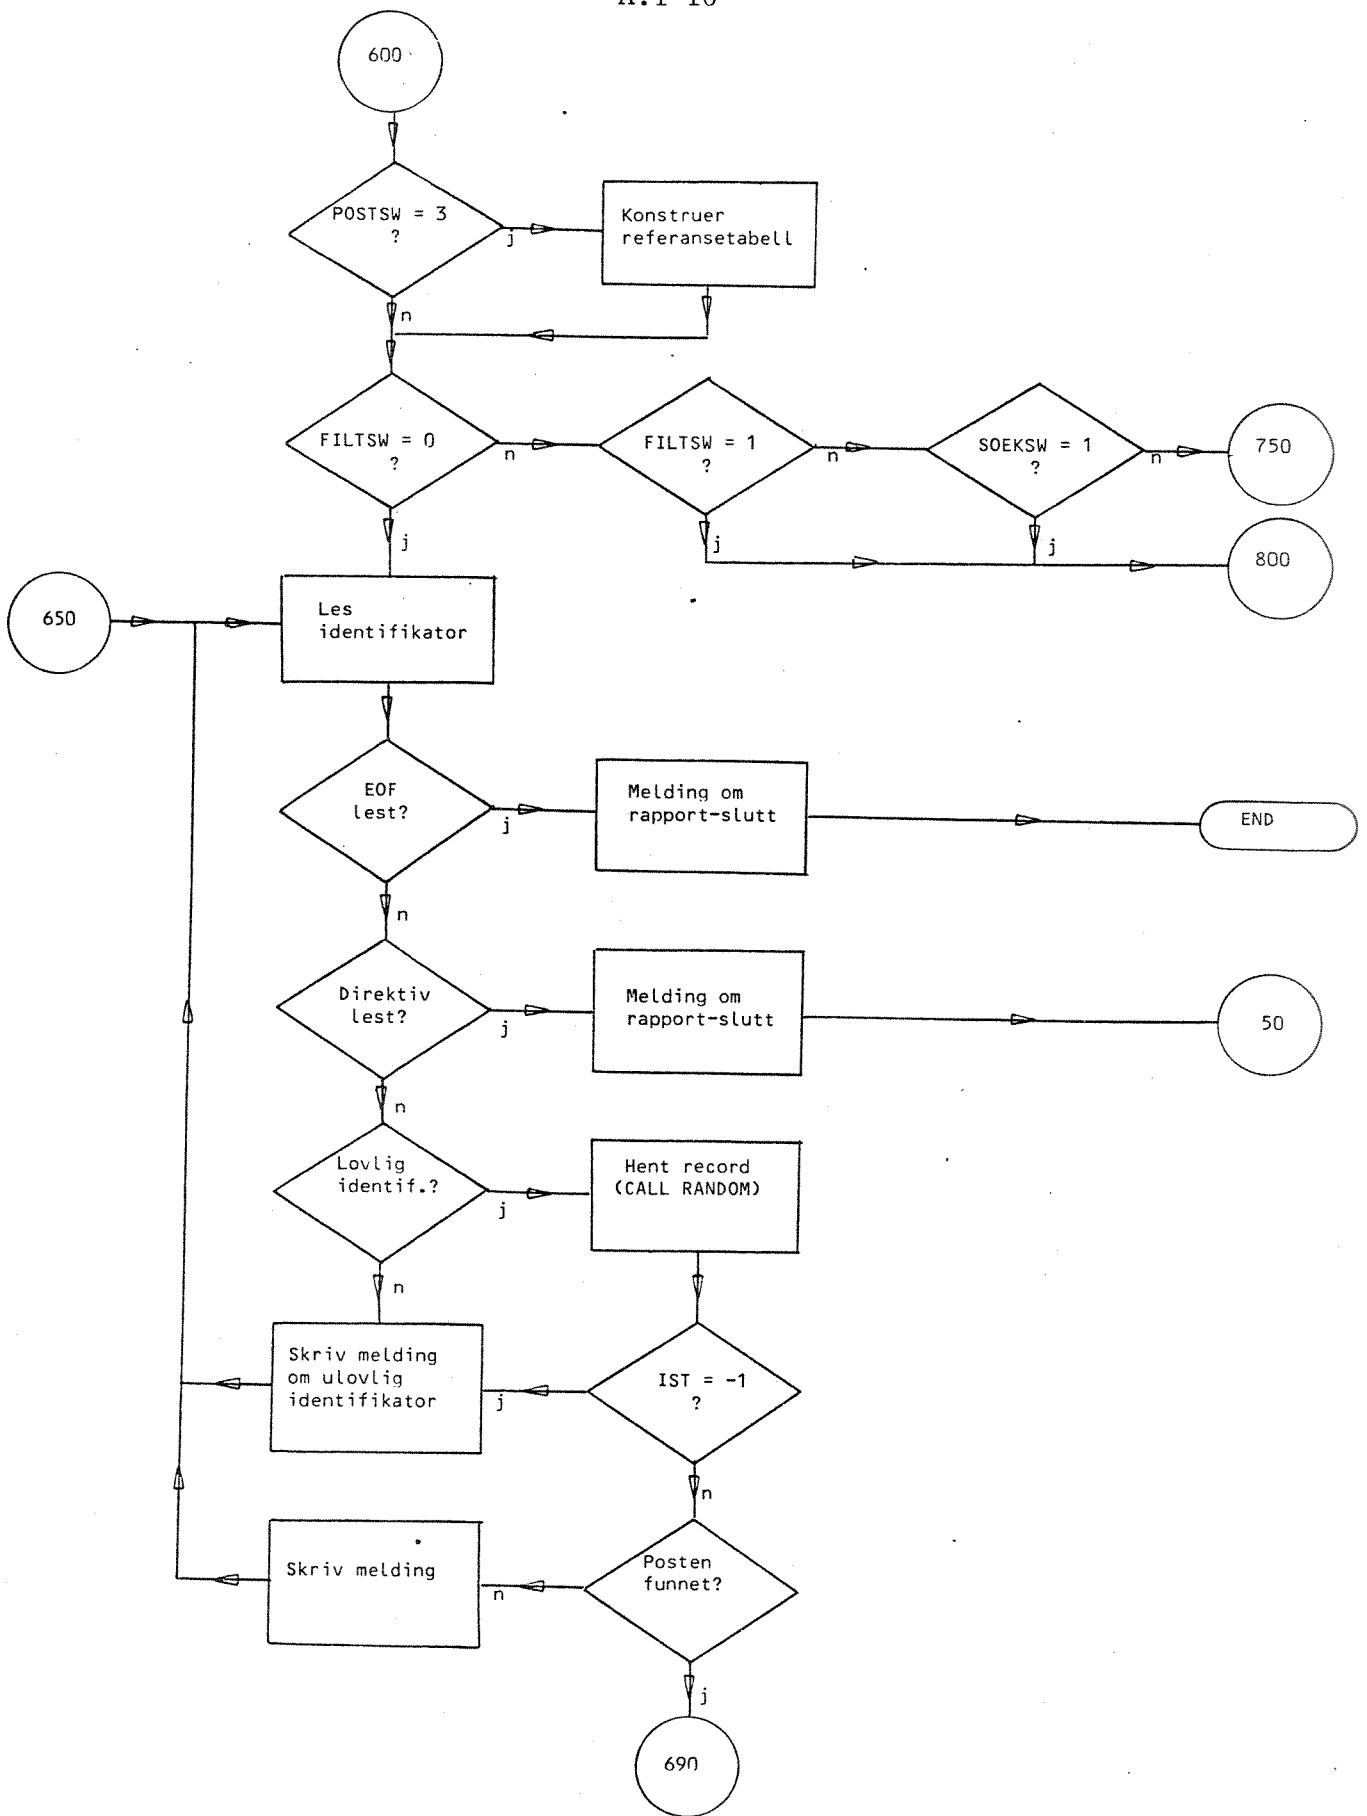 600
POSTSW = 3
?
j
Konstruer
referansetabell
n
FILTSW = 0
?
n
FILTSW = 1
?
n
SOEKSW = 1
?
n
750
j
j
j
800
650
Les
identifikator
EOF
lest?
j
Melding om
rapport-slutt
END
n
Direktiv
lest?
j
Melding om
rapport-slutt
50
n
Lovlig
identif.?
j
Hent record
(CALL RANDOM)
n
Skriv melding
om ulovlig
identifikator
j
IST = -1
?
n
Skriv melding
n
Posten
funnet?
j
690